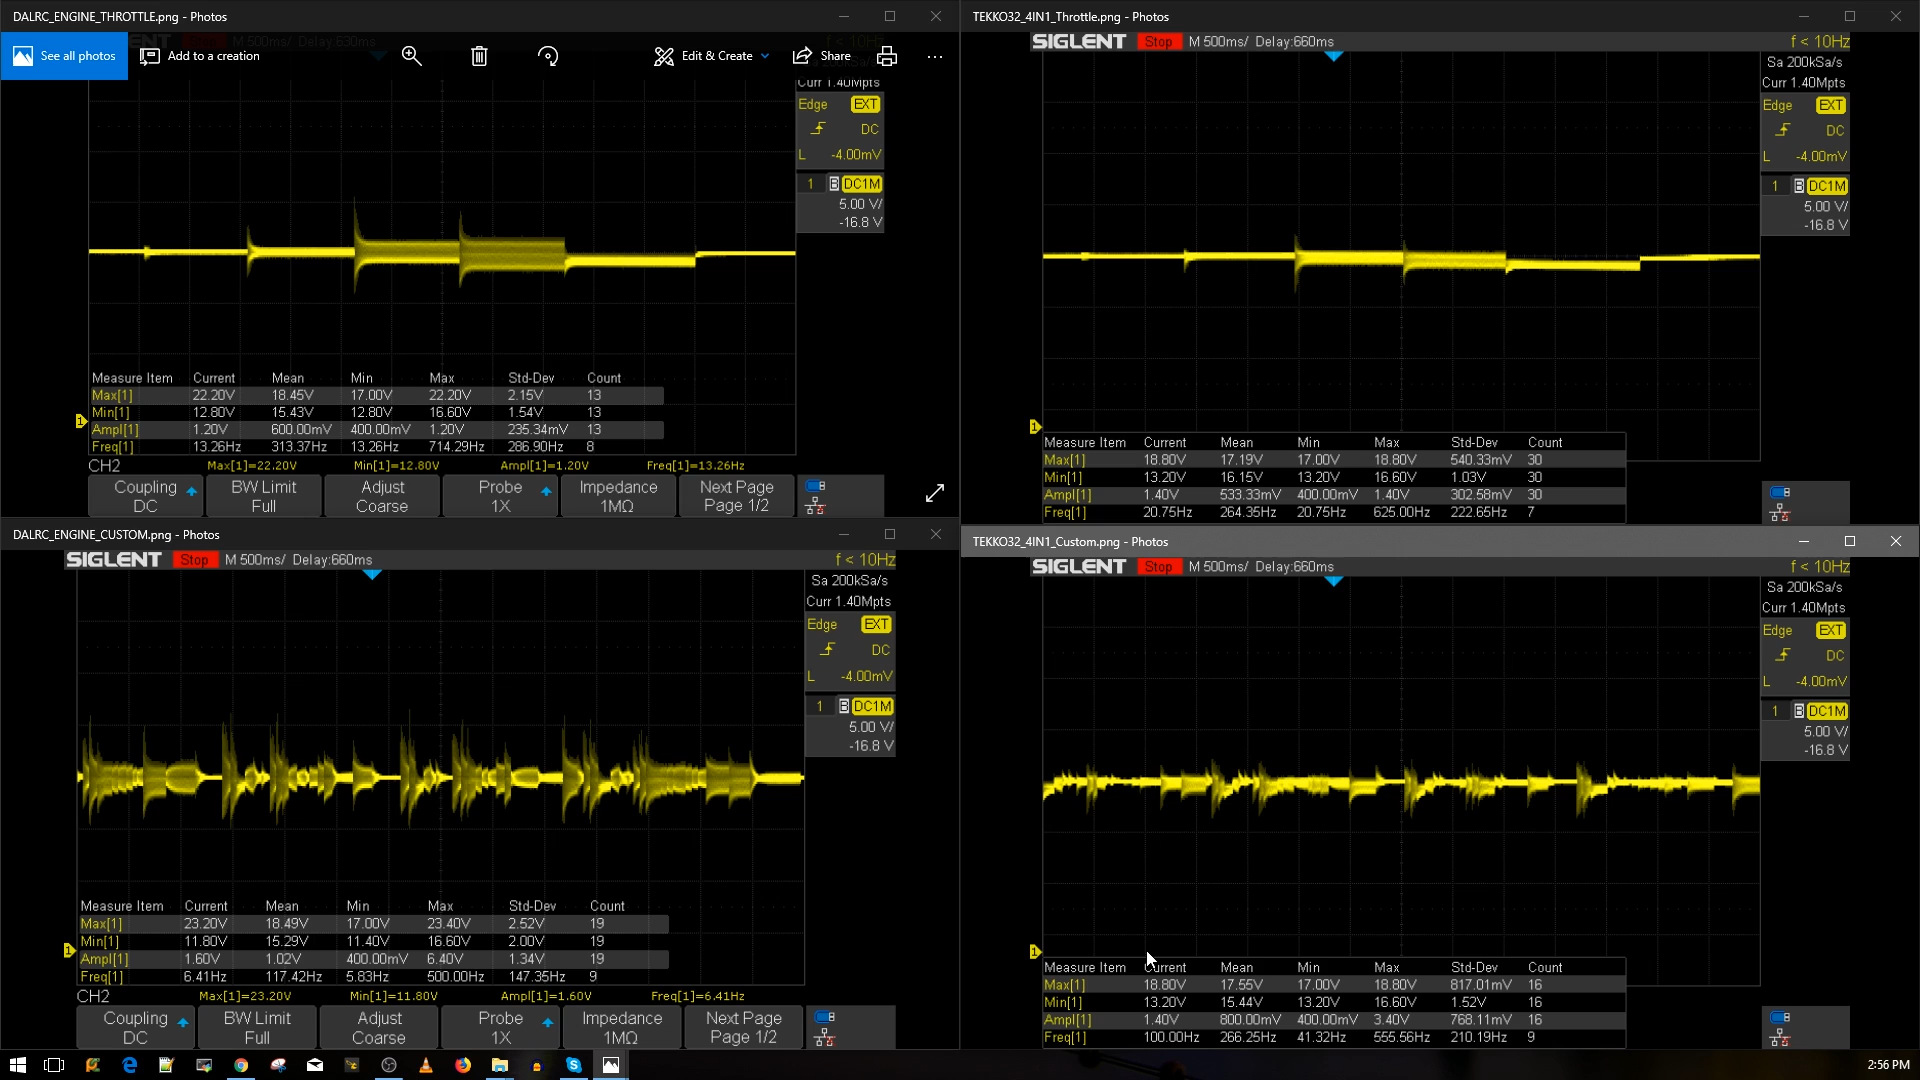 DALRC_ENGINE_THROTTLE.png - Photos
See all photos
Add to a creation
Edit & Create
Share
M 500ms/ Delay:630ms
Curr 1.40Mpts
Edge EXT
DC
L -4.00mV
1 B DC1M
5.00 V/
-16.8 V
Measure Item Current Mean Min Max Std-Dev Count
Max[1] 22.20V 18.45V 17.00V 22.20V 2.15V 13
Min[1] 12.80V 15.43V 12.80V 16.60V 1.54V 13
1
Ampl[1] 1.20V 600.00mV 400.00mV 1.20V 235.34mV 13
Freq[1] 13.26Hz 313.37Hz 13.26Hz 714.29Hz 286.90Hz 8
CH2 Max[1]=22.20V Min[1]=12.80V Ampl[1]=1.20V Freq[1]=13.26Hz
Coupling BW Limit Adjust Probe Impedance Next Page
DC Full Coarse 1X 1MΩ Page 1/2
TEKKO32_4IN1_Throttle.png - Photos
SIGLENT Stop M 500ms/ Delay:660ms f < 10Hz
Sa 200kSa/s
Curr 1.40Mpts
Edge EXT
DC
L -4.00mV
1 B DC1M
5.00 V/
-16.8 V
1
Measure Item Current Mean Min Max Std-Dev Count
Max[1] 18.80V 17.19V 17.00V 18.80V 540.33mV 30
Min[1] 13.20V 16.15V 13.20V 16.60V 1.03V 30
Ampl[1] 1.40V 533.33mV 400.00mV 1.40V 302.58mV 30
Freq[1] 20.75Hz 264.35Hz 20.75Hz 625.00Hz 222.65Hz 7
DALRC_ENGINE_CUSTOM.png - Photos
SIGLENT Stop M 500ms/ Delay:660ms f < 10Hz
Sa 200kSa/s
Curr 1.40Mpts
Edge EXT
DC
L -4.00mV
1 B DC1M
5.00 V/
-16.8 V
Measure Item Current Mean Min Max Std-Dev Count
Max[1] 23.20V 18.49V 17.00V 23.40V 2.52V 19
Min[1] 11.80V 15.29V 11.40V 16.60V 2.00V 19
1
Ampl[1] 1.60V 1.02V 400.00mV 6.40V 1.34V 19
Freq[1] 6.41Hz 117.42Hz 5.83Hz 500.00Hz 147.35Hz 9
CH2 Max[1]=23.20V Min[1]=11.80V Ampl[1]=1.60V Freq[1]=6.41Hz
Coupling BW Limit Adjust Probe Impedance Next Page
DC Full Coarse 1X 1MΩ Page 1/2
TEKKO32_4IN1_Custom.png - Photos
SIGLENT Stop M 500ms/ Delay:660ms f < 10Hz
Sa 200kSa/s
Curr 1.40Mpts
Edge EXT
DC
L -4.00mV
1 B DC1M
5.00 V/
-16.8 V
1
Measure Item Current Mean Min Max Std-Dev Count
Max[1] 18.80V 17.55V 17.00V 18.80V 817.01mV 16
Min[1] 13.20V 15.44V 13.20V 16.60V 1.52V 16
Ampl[1] 1.40V 800.00mV 400.00mV 3.40V 768.11mV 16
Freq[1] 100.00Hz 266.25Hz 41.32Hz 555.56Hz 210.19Hz 9
2:56 PM